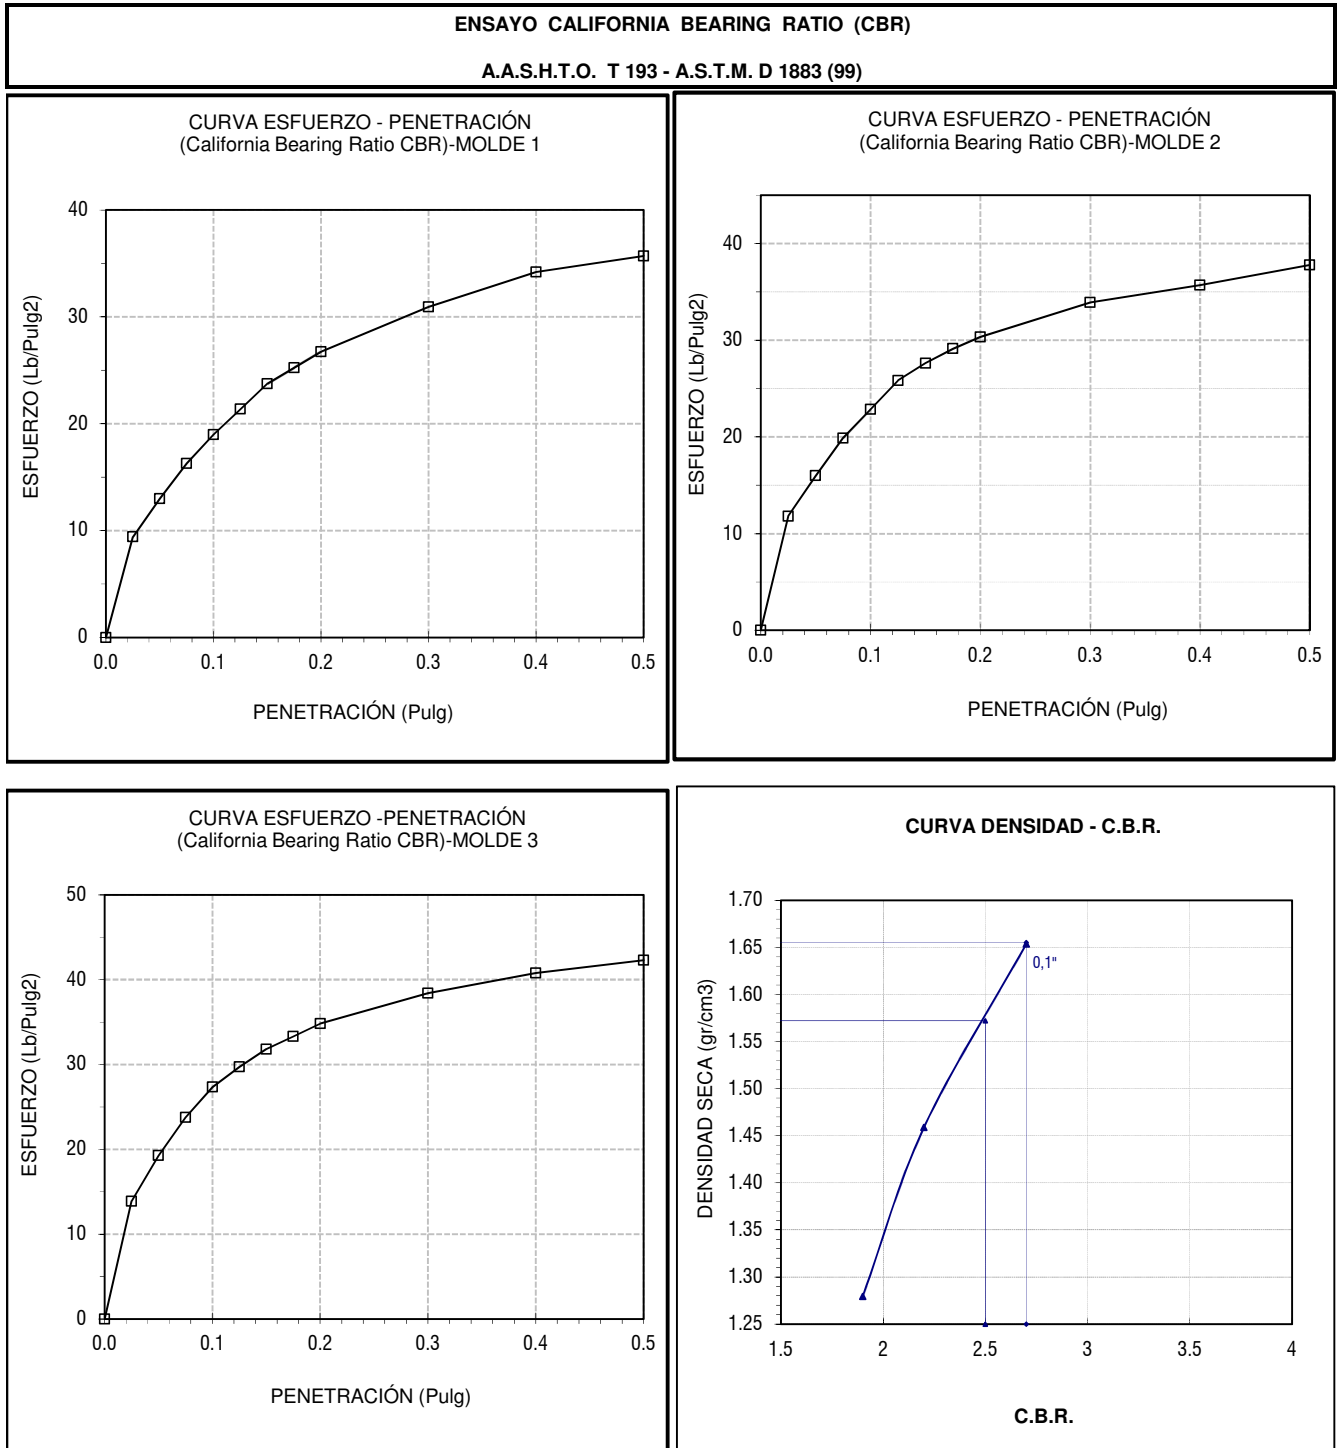 ENSAYO CALIFORNIA BEARING RATIO (CBR)
A.A.S.H.T.O. T 193 - A.S.T.M. D 1883 (99)
CURVA ESFUERZO - PENETRACIÓN
(California Bearing Ratio CBR)-MOLDE 1
40
30
20
10
0
0.0 0.1 0.2 0.3 0.4 0.5
ESFUERZO (Lb/Pulg2)
PENETRACIÓN (Pulg)
CURVA ESFUERZO - PENETRACIÓN
(California Bearing Ratio CBR)-MOLDE 2
40
30
20
10
0
0.0 0.1 0.2 0.3 0.4 0.5
ESFUERZO (Lb/Pulg2)
PENETRACIÓN (Pulg)
CURVA ESFUERZO -PENETRACIÓN
(California Bearing Ratio CBR)-MOLDE 3
50
40
30
20
10
0
0.0 0.1 0.2 0.3 0.4 0.5
ESFUERZO (Lb/Pulg2)
PENETRACIÓN (Pulg)
CURVA DENSIDAD - C.B.R.
1.70
1.65
1.60
1.55
1.50
1.45
1.40
1.35
1.30
1.25
0,1"
1.5 2 2.5 3 3.5 4
DENSIDAD SECA (gr/cm3)
C.B.R.